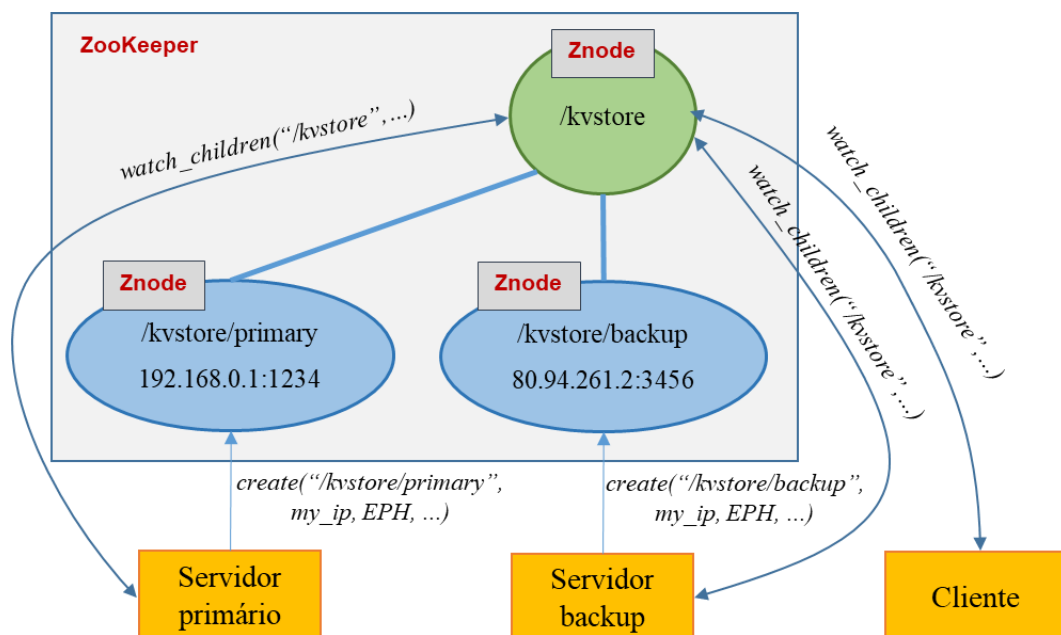 ZooKeeper
Znode
/kvstore
watch_children(“/kvstore”,...)
watch_children(“/kvstore”,...)
watch_children(“/kvstore”,...)
Znode
/kvstore/primary
192.168.0.1:1234
Znode
/kvstore/backup
80.94.261.2:3456
create(“/kvstore/primary”,
my_ip, EPH, ...)
create(“/kvstore/backup”,
my_ip, EPH, ...)
Servidor
primário
Servidor
backup
Cliente